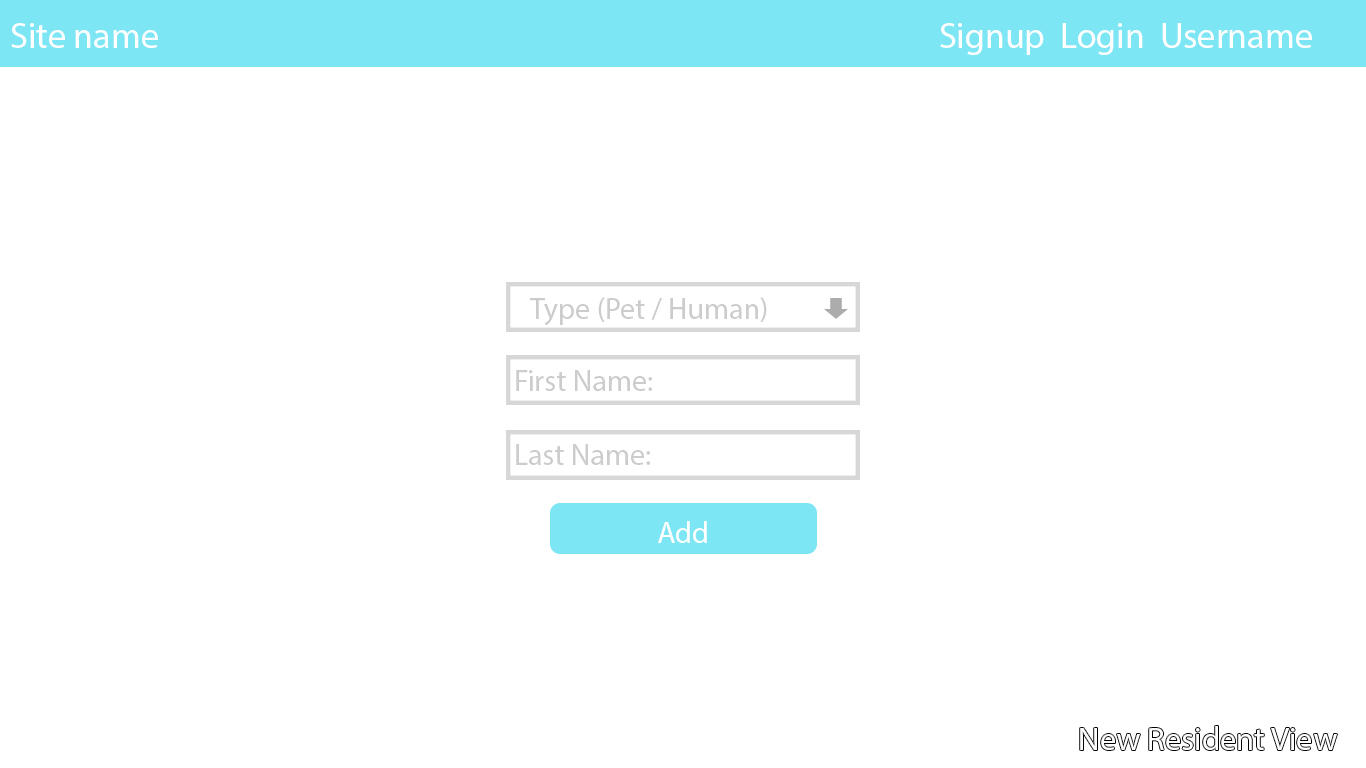 Site name
Signup Login Username
Type (Pet / Human)
First Name:
Last Name:
Add
New Resident View